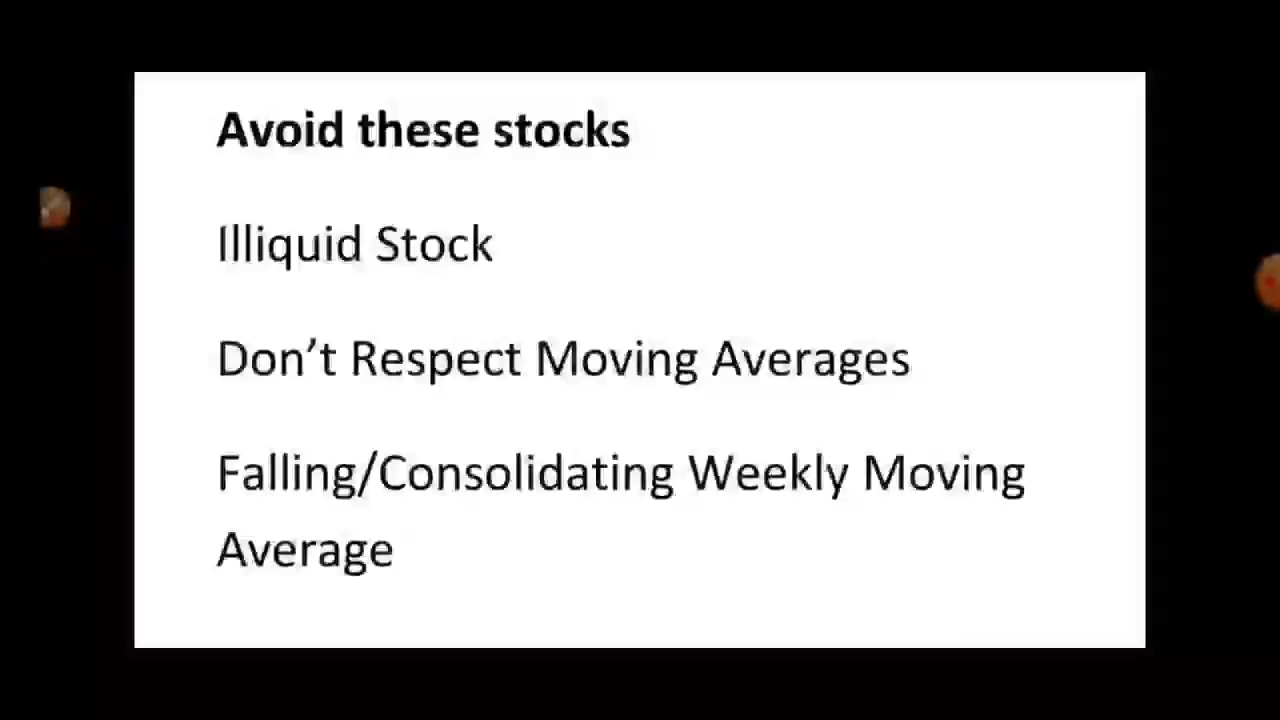 Avoid these stocks
Illiquid Stock
Don’t Respect Moving Averages
Falling/Consolidating Weekly Moving
Average